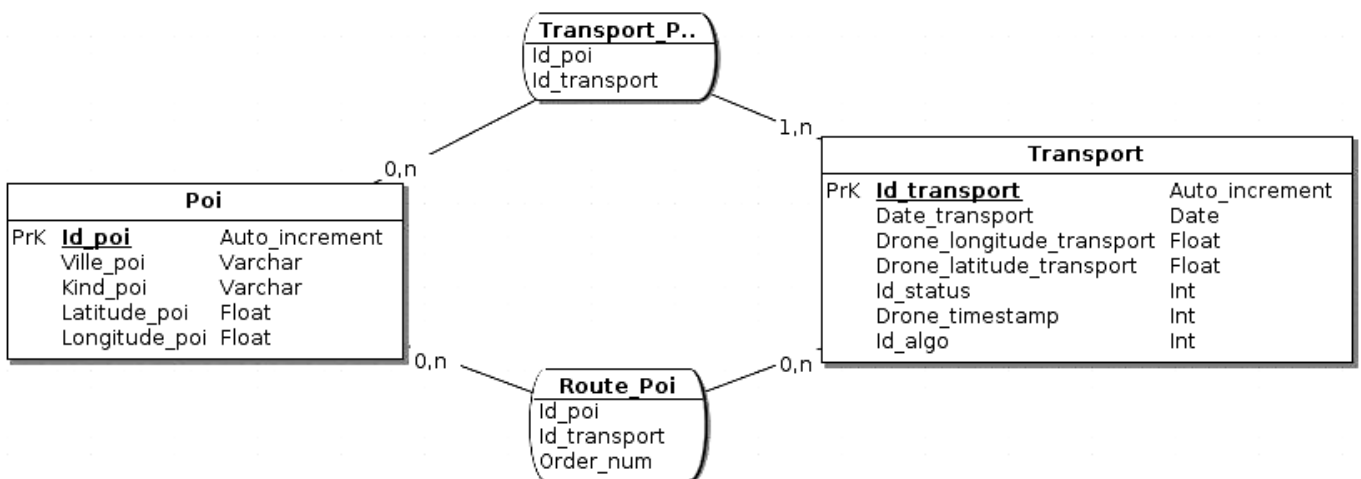 Transport_P..
Id_poi
Id_transport
0,n
1,n
Poi
PrK Id_poi Auto_increment
Ville_poi Varchar
Kind_poi Varchar
Latitude_poi Float
Longitude_poi Float
Transport
PrK Id_transport Auto_increment
Date_transport Date
Drone_longitude_transport Float
Drone_latitude_transport Float
Id_status Int
Drone_timestamp Int
Id_algo Int
0,n
0,n
Route_Poi
Id_poi
Id_transport
Order_num